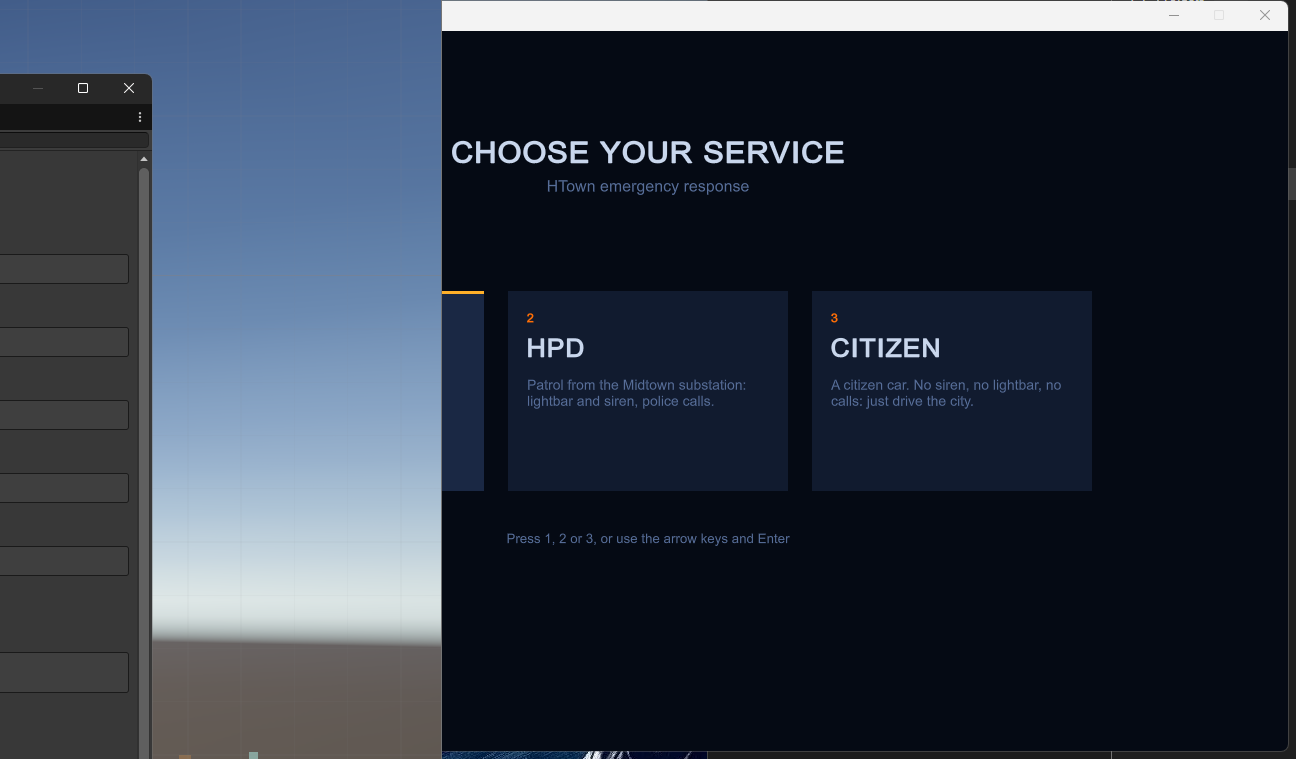 CHOOSE YOUR SERVICE
HTown emergency response
2
HPD
Patrol from the Midtown substation:
lightbar and siren, police calls.
3
CITIZEN
A citizen car. No siren, no lightbar, no
calls: just drive the city.
Press 1, 2 or 3, or use the arrow keys and Enter